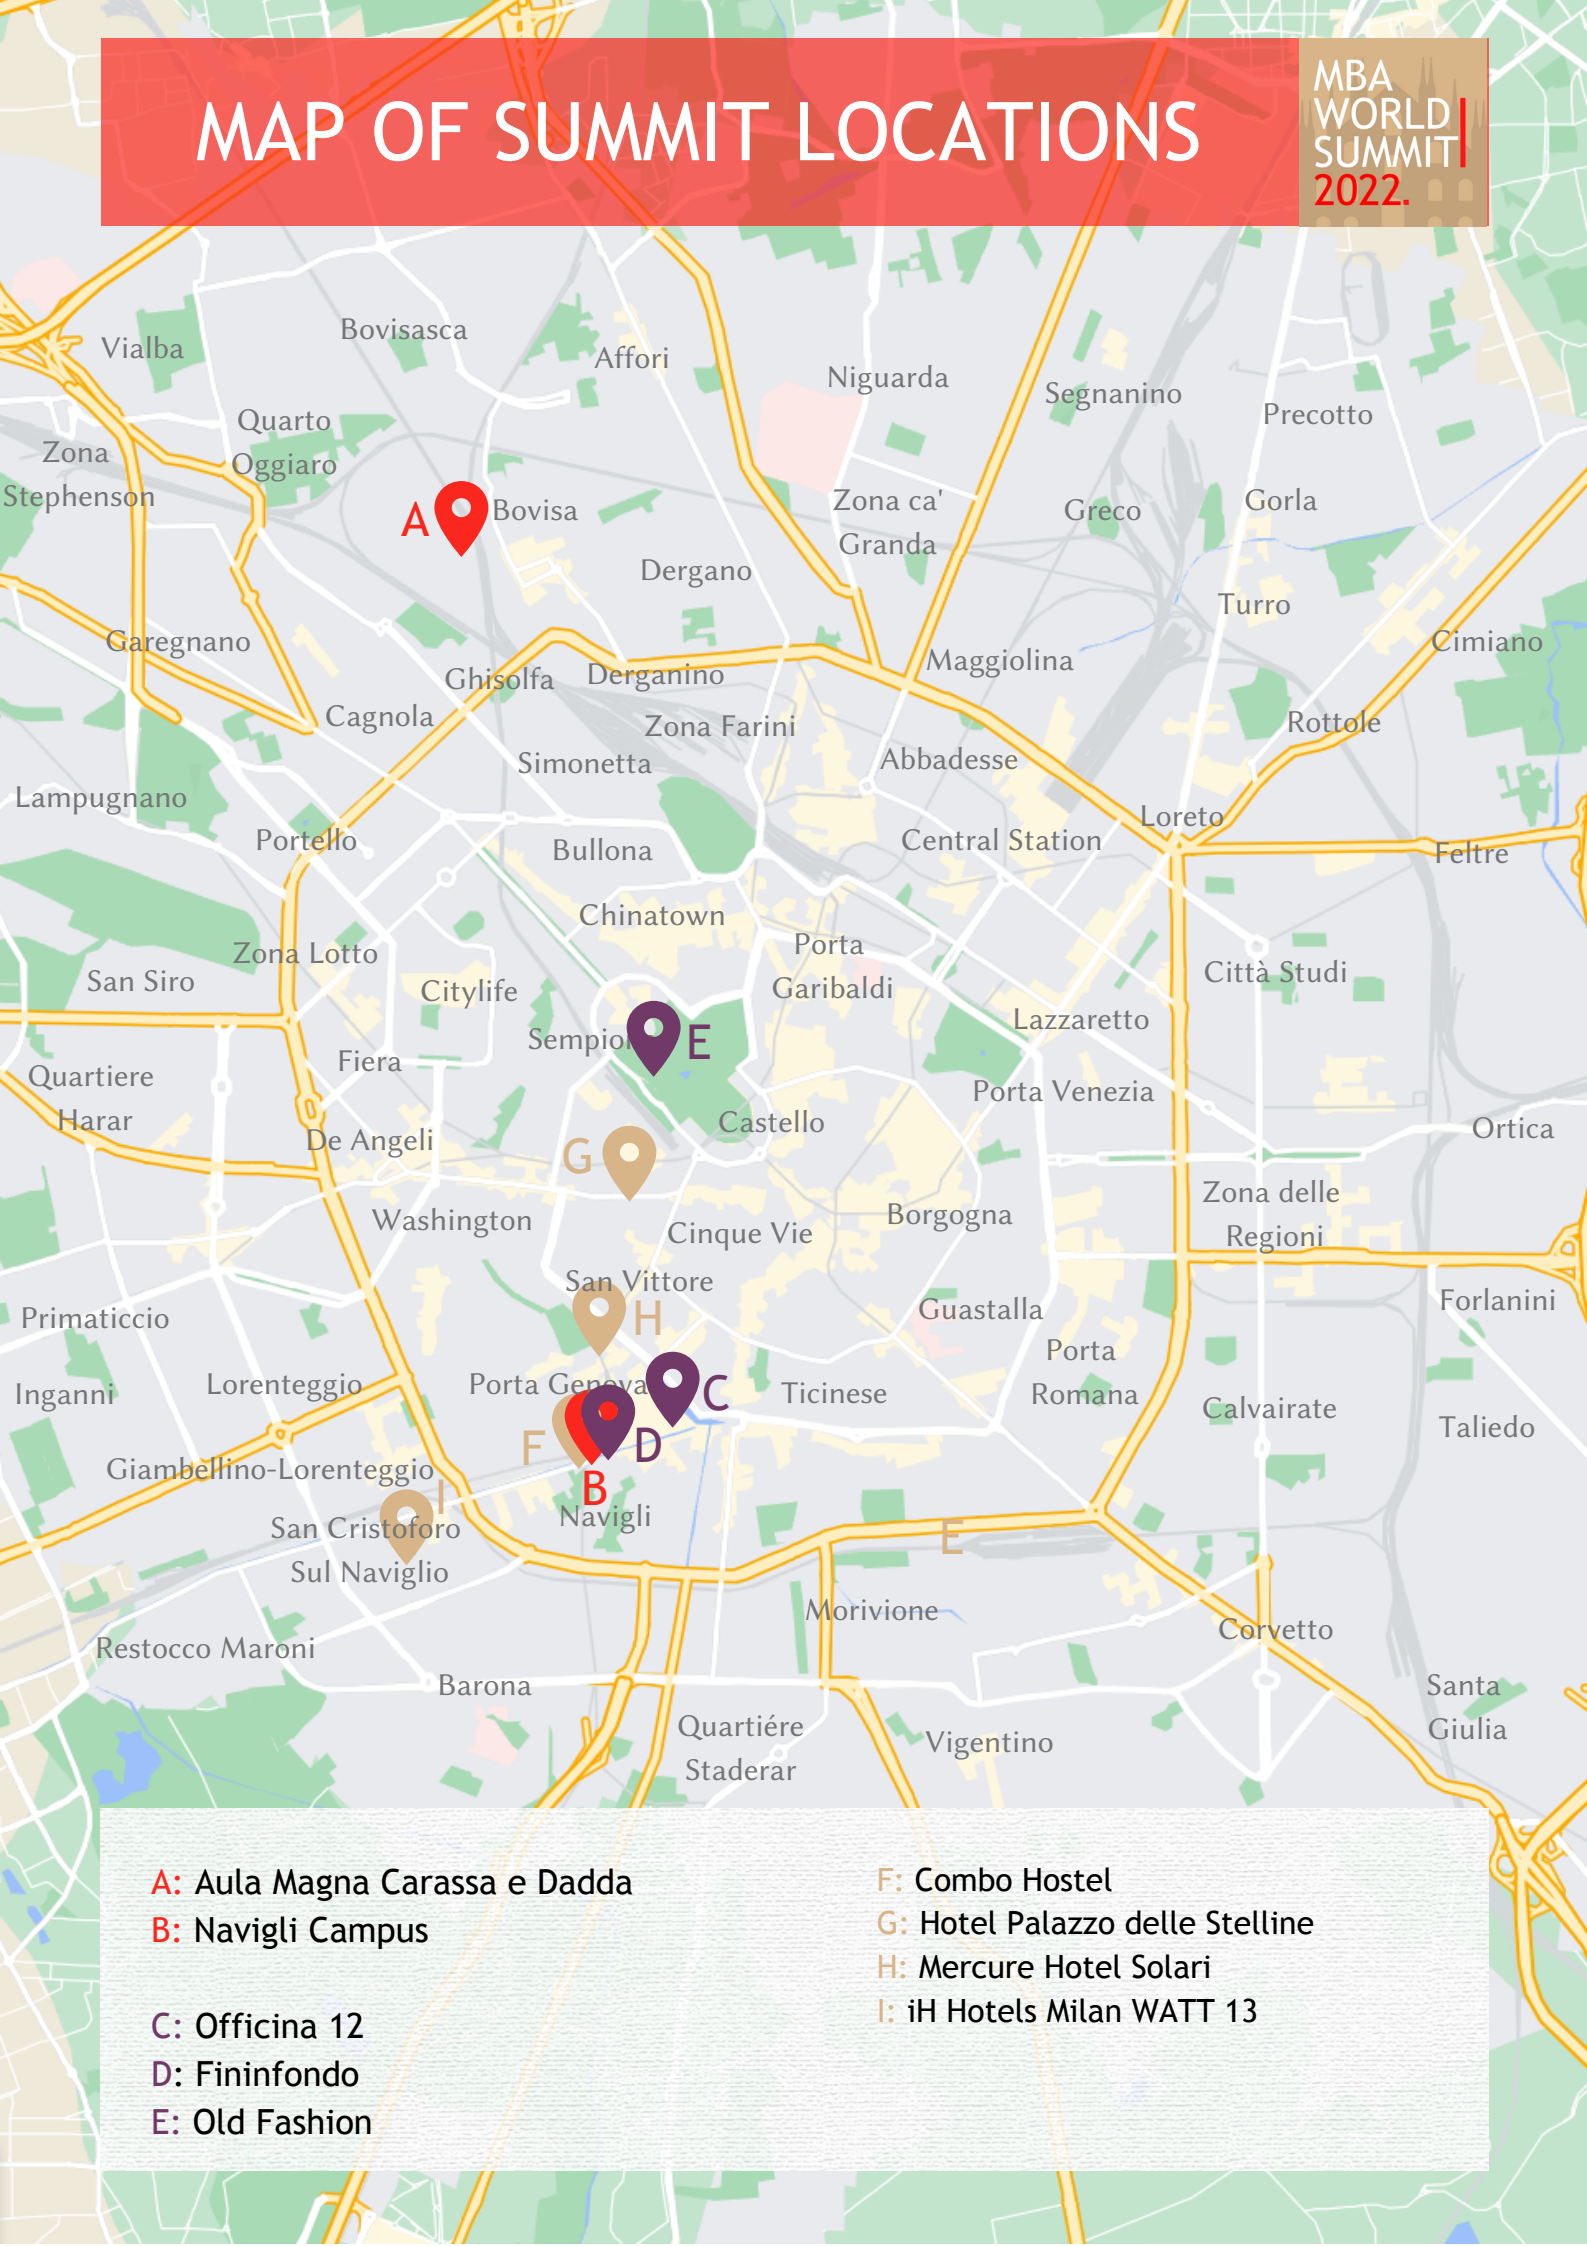 MAP OF SUMMIT LOCATIONS
MBA
WORLD
SUMMIT
2022.
Vialba
Bovisasca
Affori
Niguarda
Segnanino
Precotto
Quarto
Oggiaro
Zona
Stephenson
A
Bovisa
Zona ca'
Granda
Greco
Gorla
Dergano
Turro
Garegnano
Cimiano
Ghisolfa
Derganino
Maggiolina
Cagnola
Zona Farini
Rottole
Simonetta
Abbadesse
Lampugnano
Loreto
Portello
Bullona
Central Station
Feltre
Chinatown
Zona Lotto
Porta
Garibaldi
San Siro
Citylife
Città Studi
Lazzaretto
E
Fiera
Quartiere
Harar
Porta Venezia
Castello
Ortica
De Angeli
G
Zona delle
Regioni
Washington
Cinque Vie
Borgogna
San Vittore
H
Primaticcio
Guastalla
Forlanini
Porta
Romana
Inganni
Lorenteggio
Porta Genova
C
Ticinese
Calvairate
Taliedo
F
D
B
Giambellino-Lorenteggio
I
San Cristoforo
Sul Naviglio
Navigli
E
Morivione
Corvetto
Restocco Maroni
Barona
Santa
Giulia
Quartiére
Staderar
Vigentino
A: Aula Magna Carassa e Dadda
B: Navigli Campus
C: Officina 12
D: Fininfondo
E: Old Fashion
F: Combo Hostel
G: Hotel Palazzo delle Stelline
H: Mercure Hotel Solari
I: iH Hotels Milan WATT 13